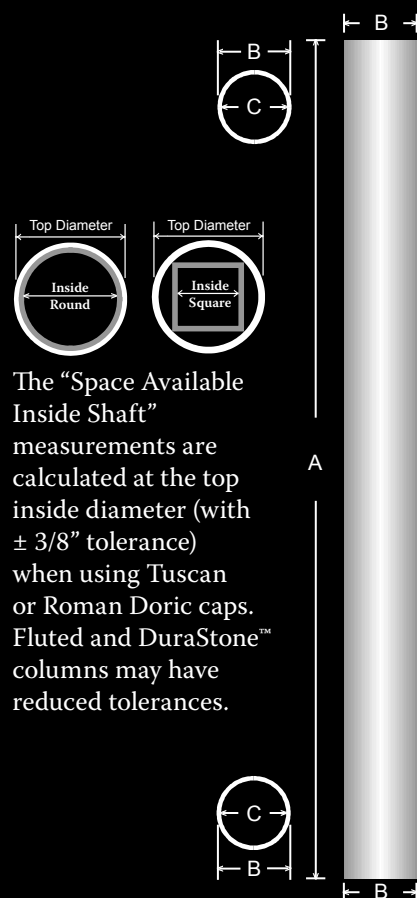 B
B
C
Top Diameter
Top Diameter
Inside
Round
Inside
Square
The “Space Available
Inside Shaft”
measurements are
calculated at the top
inside diameter (with
± 3/8” tolerance)
when using Tuscan
or Roman Doric caps.
Fluted and DuraStone™
columns may have
reduced tolerances.
A
C
B
B